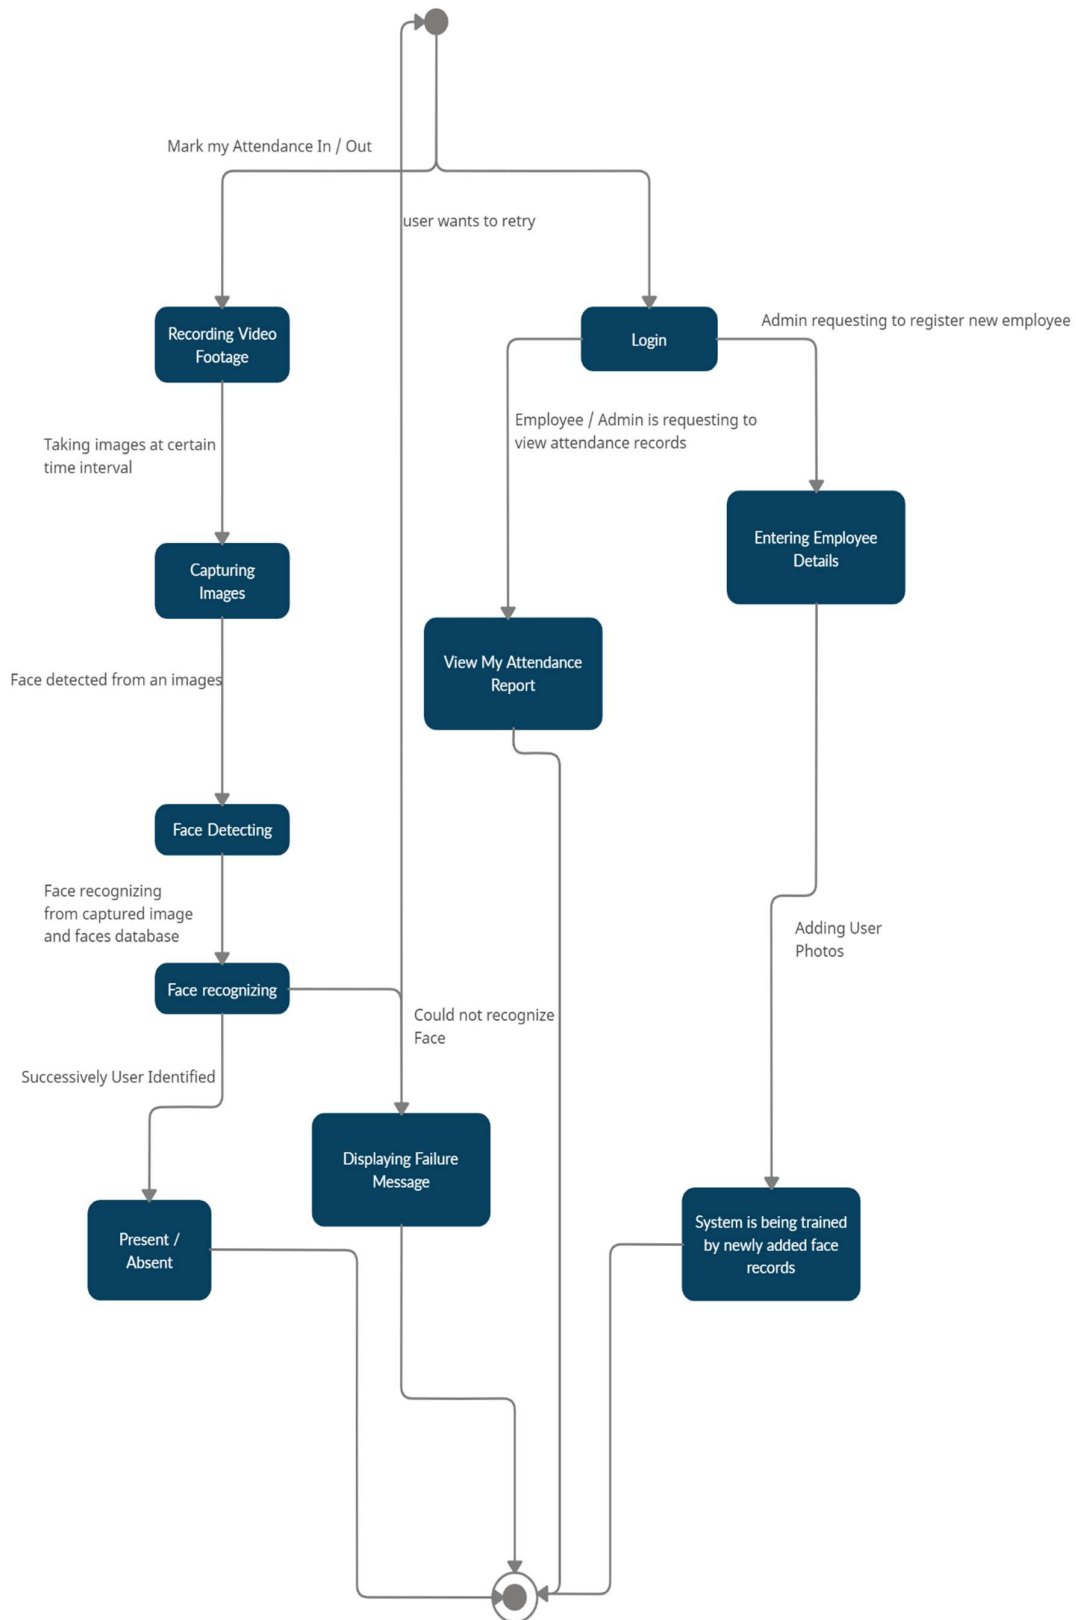 Mark my Attendance In / Out
user wants to retry
Recording Video
Footage
Login
Admin requesting to register new employee
Employee / Admin is requesting to
view attendance records
Taking images at certain
time interval
Entering Employee
Details
Capturing
Images
View My Attendance
Report
Face detected from an images
Face Detecting
Face recognizing
from captured image
and faces database
Adding User
Photos
Face recognizing
Could not recognize
Face
Successively User Identified
Displaying Failure
Message
Present /
Absent
System is being trained
by newly added face
records